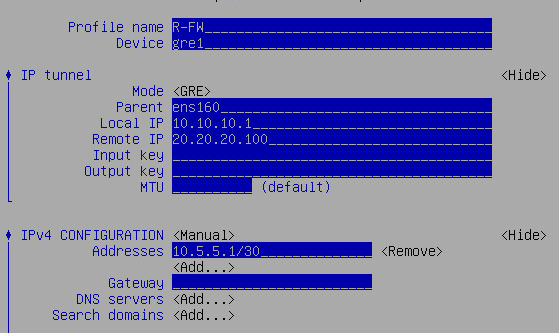 Profile name R-FW
Device gre1
IP tunnel <Hide>
Mode <GRE>
Parent ens160
Local IP 10.10.10.1
Remote IP 20.20.20.100
Input key
Output key
MTU (default)
IPv4 CONFIGURATION <Manual> <Hide>
Addresses 10.5.5.1/30 <Remove>
<Add...>
Gateway
DNS servers <Add...>
Search domains <Add...>